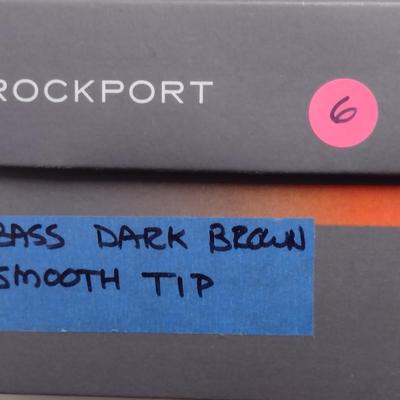 ROCKPORT
6
BASS DARK BROWN
SMOOTH TIP